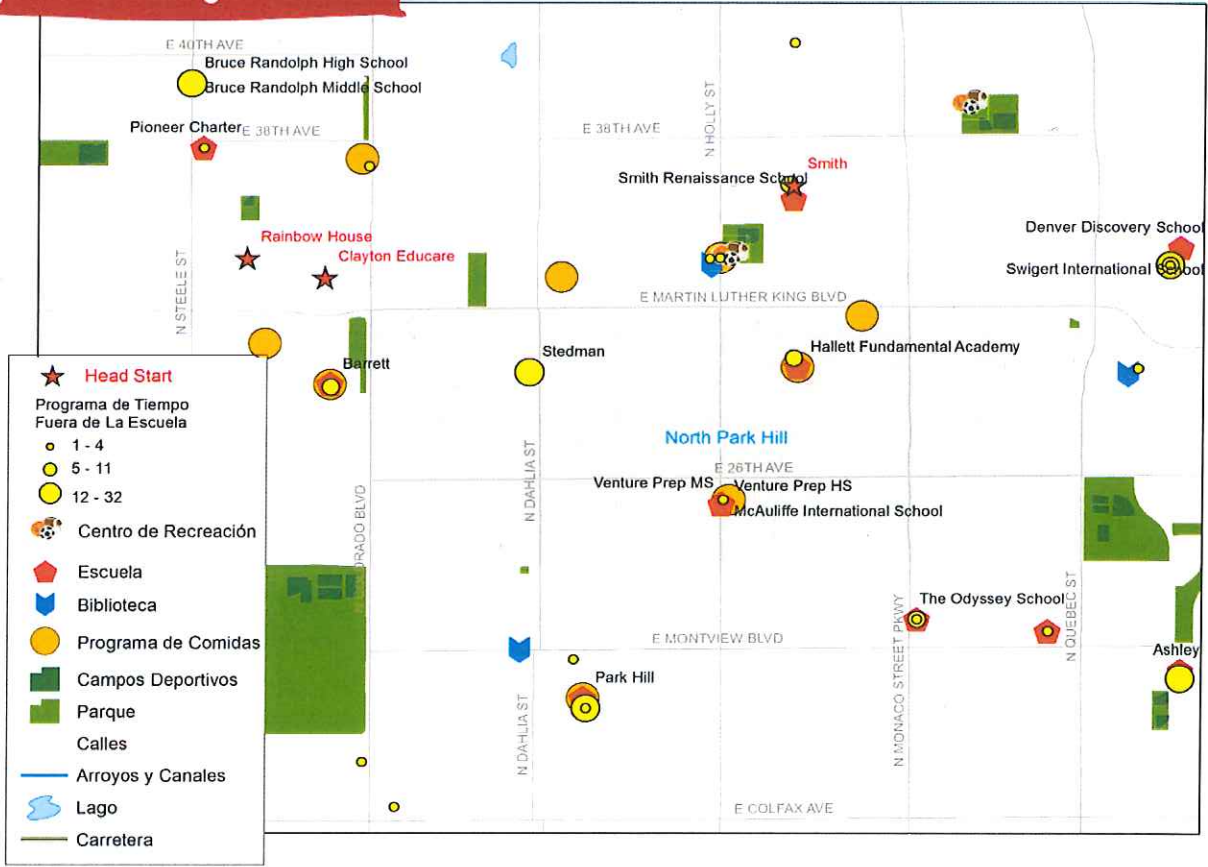 E 40TH AVE
Bruce Randolph High School
Bruce Randolph Middle School
Pioneer Charter
E 38TH AVE
E 38TH AVE
N HOLLY ST
Smith
Smith Renaissance School
Rainbow House
Clayton Educare
Denver Discovery School
Swigert International School
N STEELE ST
E MARTIN LUTHER KING BLVD
Barrett
Stedman
Hallett Fundamental Academy
North Park Hill
E 26TH AVE
Venture Prep MS
Venture Prep HS
McAuliffe International School
N DAHLIA ST
ORADO BLVD
The Odyssey School
N MONACO STREET PKWY
N QUEBEC ST
E MONTVIEW BLVD
Ashley
Park Hill
N DAHLIA ST
E COLFAX AVE
Head Start
Programa de Tiempo
Fuera de La Escuela
1 - 4
5 - 11
12 - 32
Centro de Recreación
Escuela
Biblioteca
Programa de Comidas
Campos Deportivos
Parque
Calles
Arroyos y Canales
Lago
Carretera